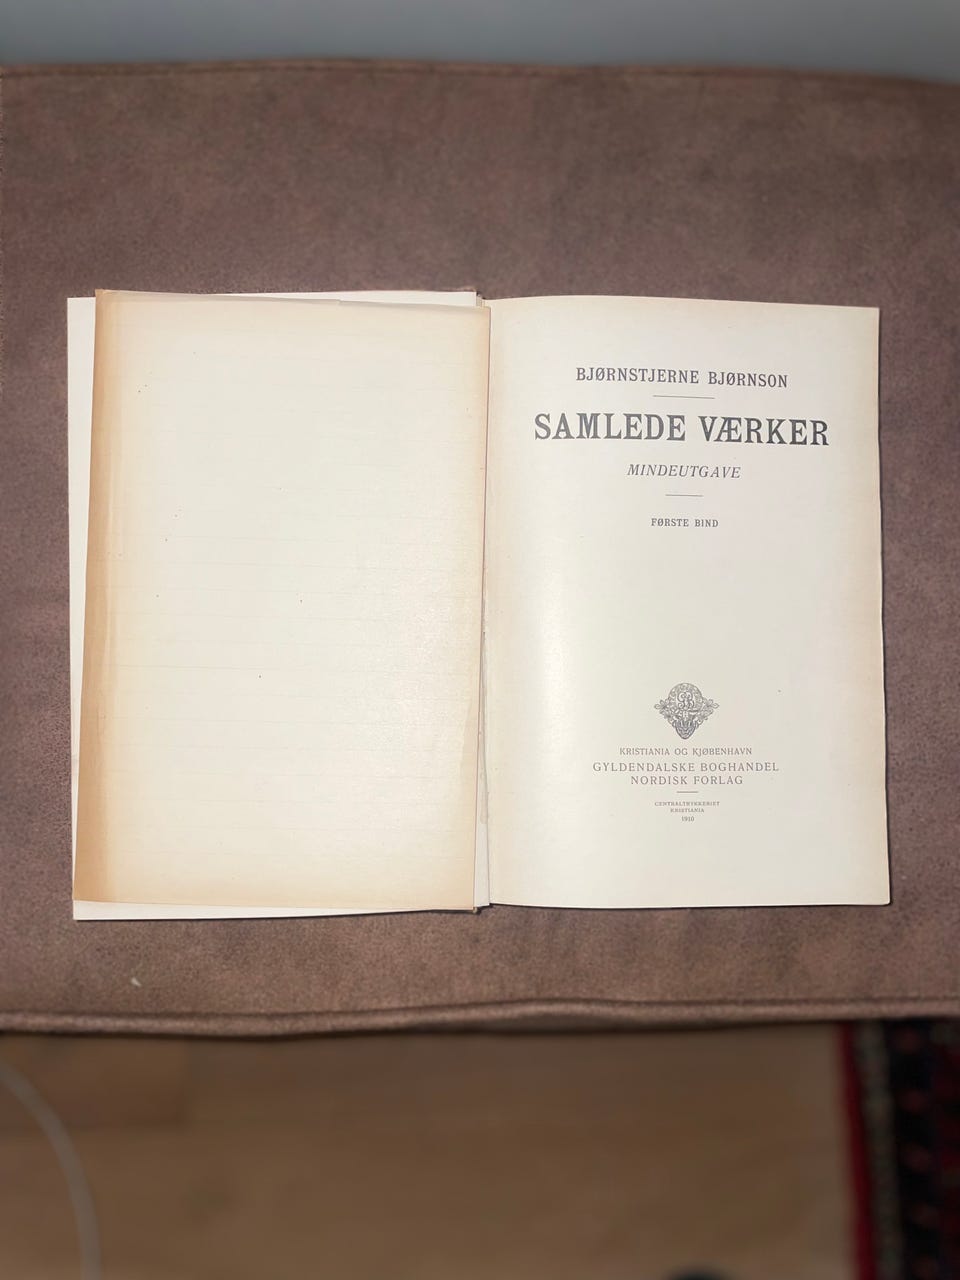 BJØRNSTJERNE BJØRNSON
SAMLEDE VÆRKER
MINDEUTGAVE
FØRSTE BIND
KRISTIANIA OG KJØBENHAVN
GYLDENDALSKE BOGHANDEL
NORDISK FORLAG
CENTRALTRYKKERIET
KRISTIANIA
1910